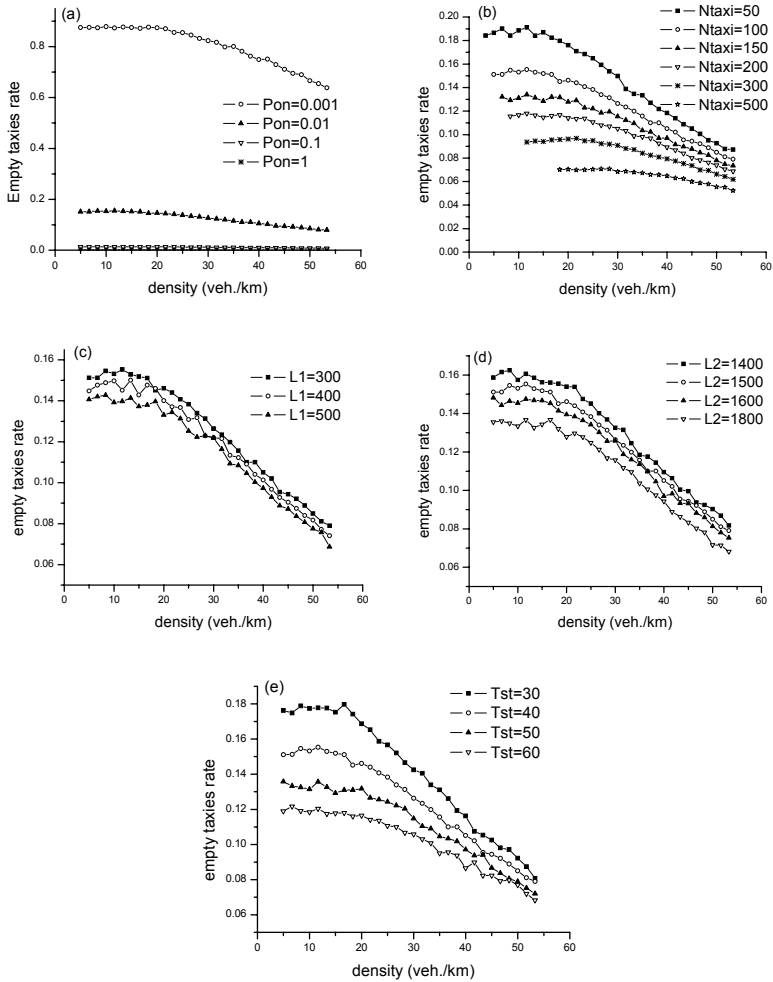 (a)
Empty taxies rate
0.8
0.6
0.4
0.2
0.0
0 10 20 30 40 50 60
density (veh./km)
Pon=0.001
Pon=0.01
Pon=0.1
Pon=1
(b)
empty taxies rate
0.20
0.18
0.16
0.14
0.12
0.10
0.08
0.06
0.04
0.02
0.00
0 10 20 30 40 50 60
density (veh./km)
Ntaxi=50
Ntaxi=100
Ntaxi=150
Ntaxi=200
Ntaxi=300
Ntaxi=500
(c)
empty taxies rate
0.16
0.14
0.12
0.10
0.08
0.06
0 10 20 30 40 50 60
density (veh./km)
L1=300
L1=400
L1=500
(d)
empty taxies rate
0.16
0.14
0.12
0.10
0.08
0.06
0 10 20 30 40 50 60
density (veh./km)
L2=1400
L2=1500
L2=1600
L2=1800
(e)
empty taxies rate
0.18
0.16
0.14
0.12
0.10
0.08
0.06
0 10 20 30 40 50 60
density (veh./km)
Tst=30
Tst=40
Tst=50
Tst=60